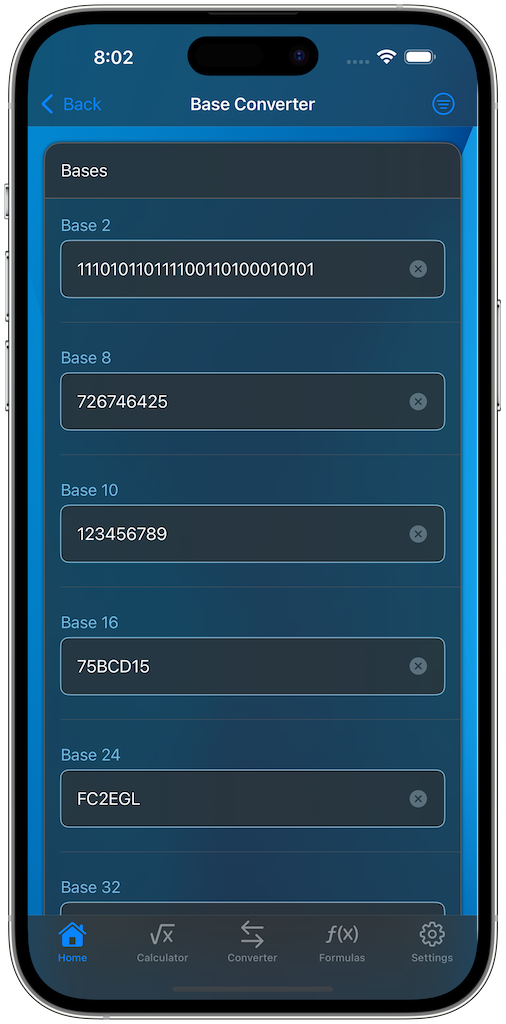 8:02
Back
Base Converter
Bases
Base 2
111010110111100110100010101
Base 8
726746425
Base 10
123456789
Base 16
75BCD15
Base 24
FC2EGL
Base 32
√x
f(x)
Home
Calculator
Converter
Formulas
Settings